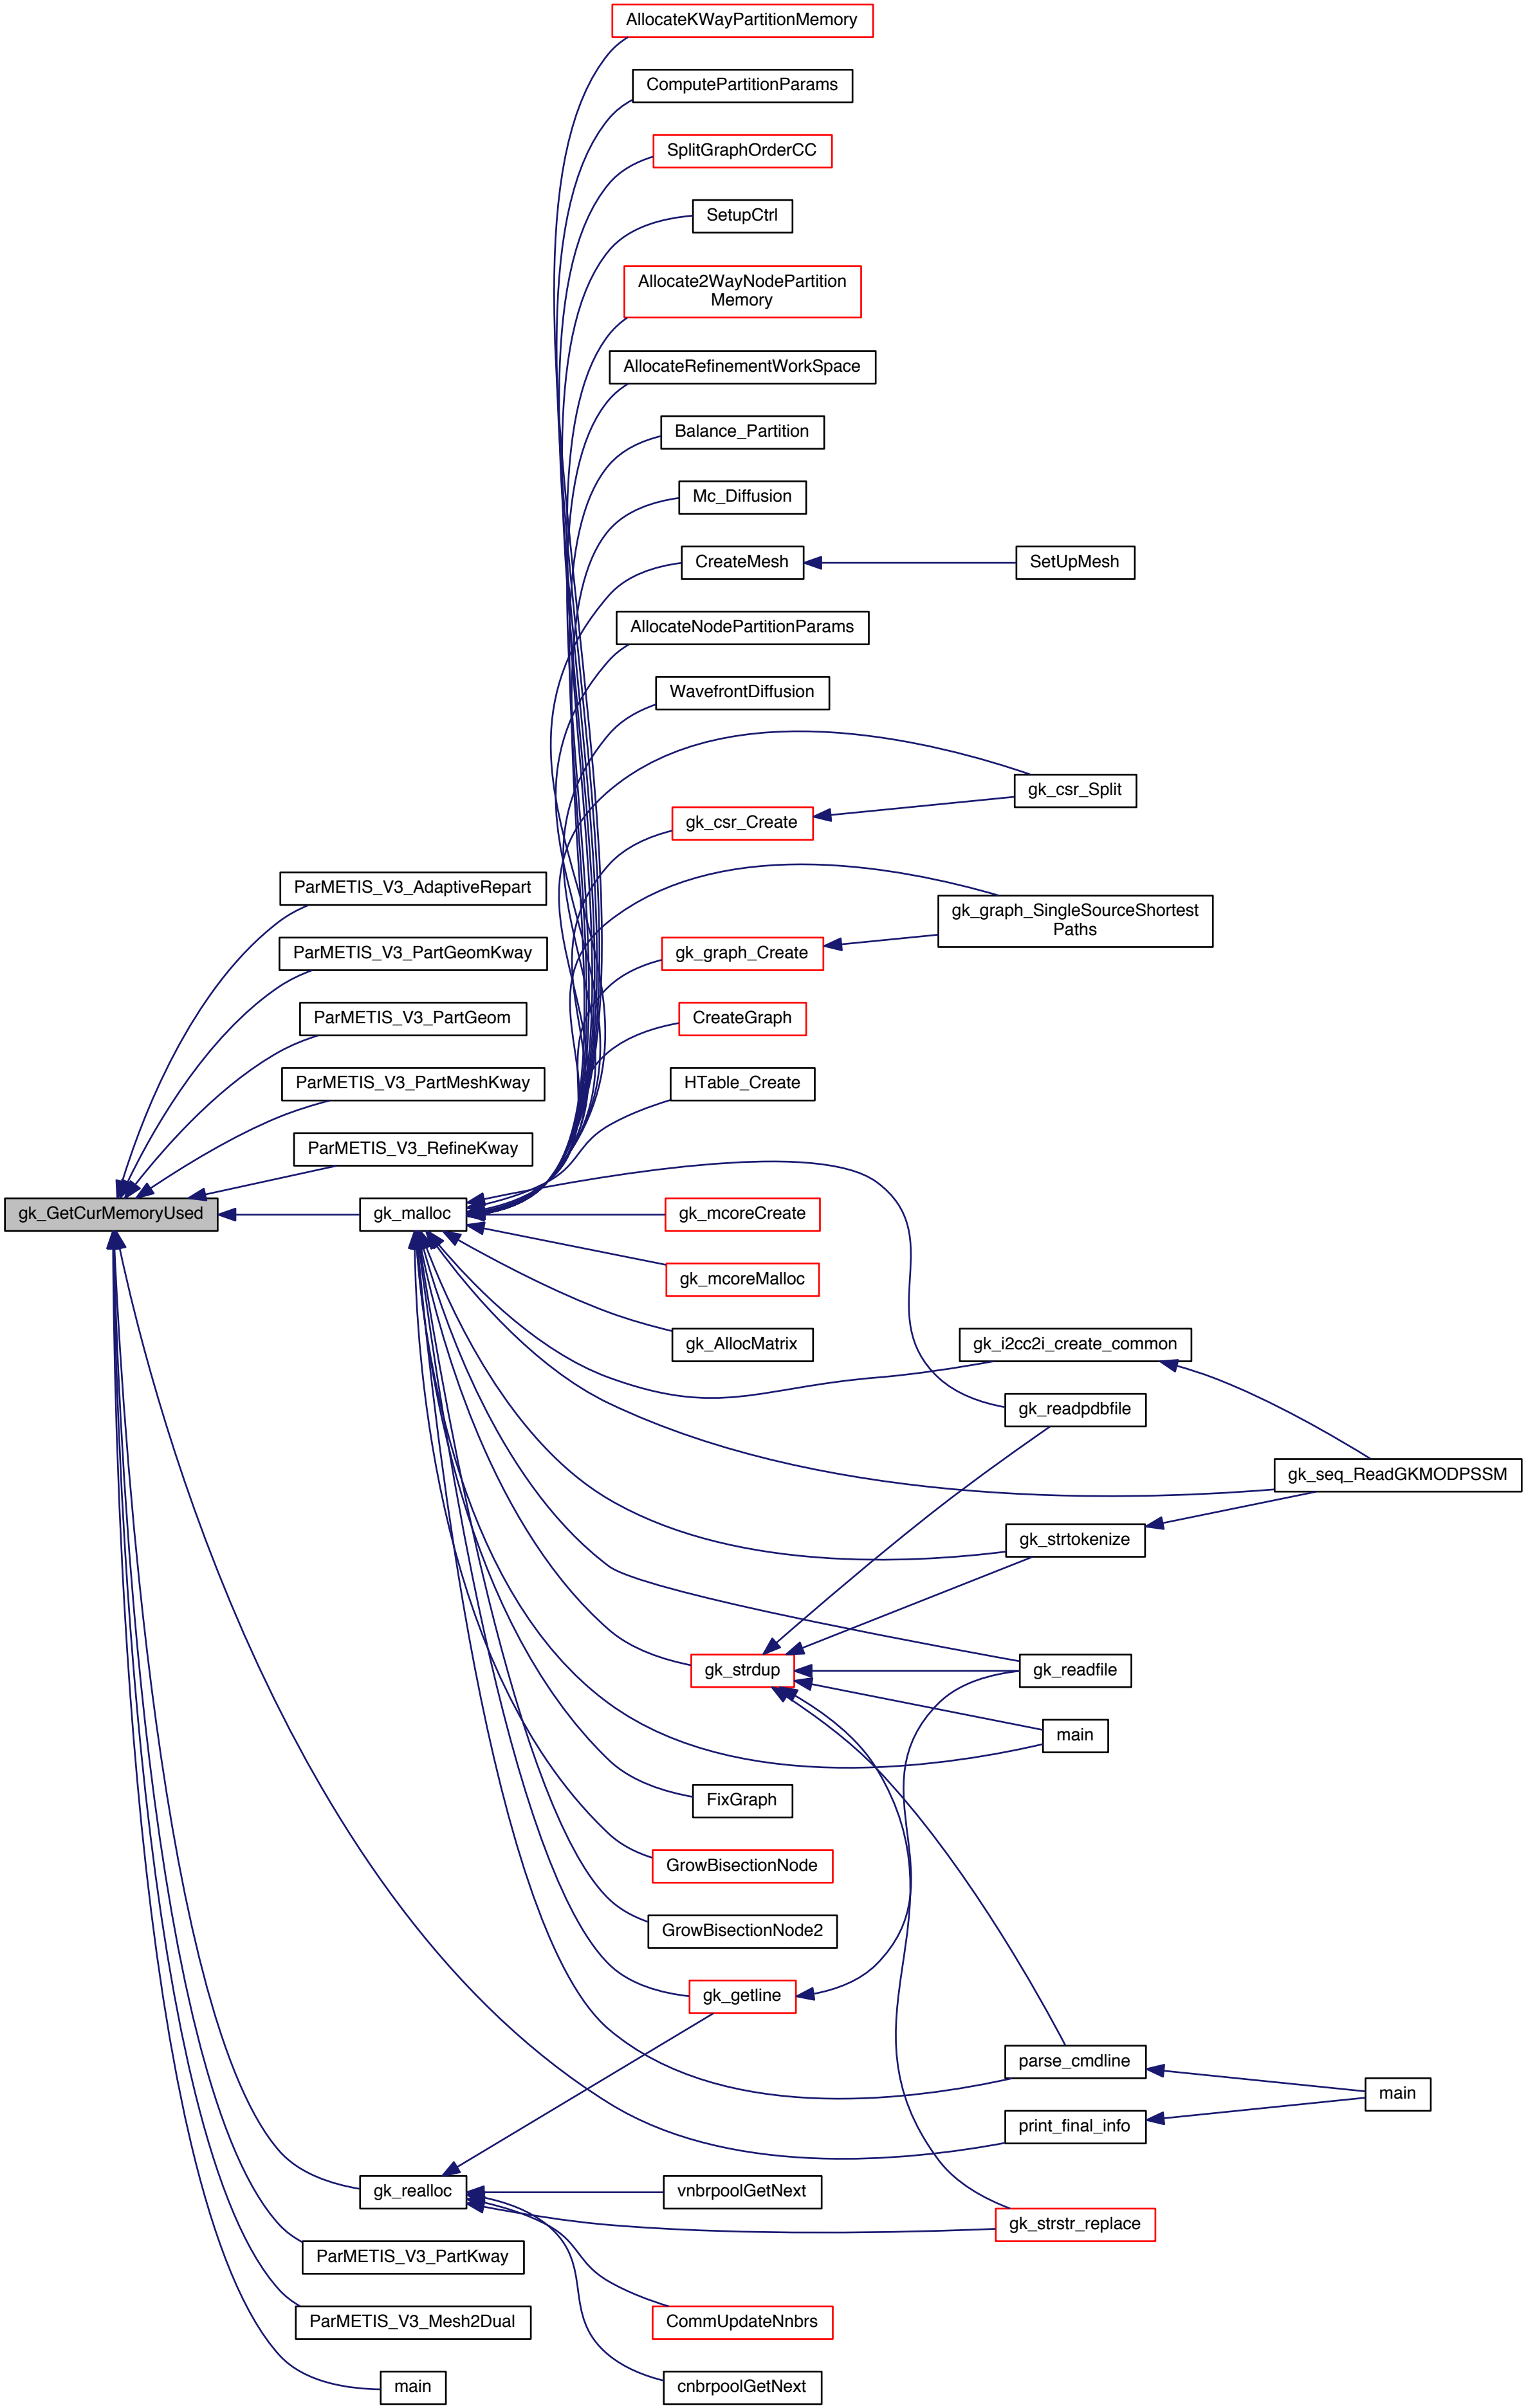 AllocateKWayPartitionMemory
ComputePartitionParams
SplitGraphOrderCC
SetupCtrl
Allocate2WayNodePartition
Memory
AllocateRefinementWorkSpace
Balance_Partition
Mc_Diffusion
CreateMesh
SetUpMesh
AllocateNodePartitionParams
WavefrontDiffusion
gk_csr_Split
gk_csr_Create
ParMETIS_V3_AdaptiveRepart
gk_graph_SingleSourceShortest
Paths
ParMETIS_V3_PartGeomKway
gk_graph_Create
ParMETIS_V3_PartGeom
CreateGraph
ParMETIS_V3_PartMeshKway
HTable_Create
ParMETIS_V3_RefineKway
gk_GetCurMemoryUsed
gk_malloc
gk_mcoreCreate
gk_mcoreMalloc
gk_AllocMatrix
gk_i2cc2i_create_common
gk_readpdbfile
gk_seq_ReadGKMODPSSM
gk_strtokenize
gk_strdup
gk_readfile
main
FixGraph
GrowBisectionNode
GrowBisectionNode2
gk_getline
parse_cmdline
main
print_final_info
gk_realloc
vnbrpoolGetNext
gk_strstr_replace
ParMETIS_V3_PartKway
ParMETIS_V3_Mesh2Dual
CommUpdateNnbrs
main
cnbrpoolGetNext